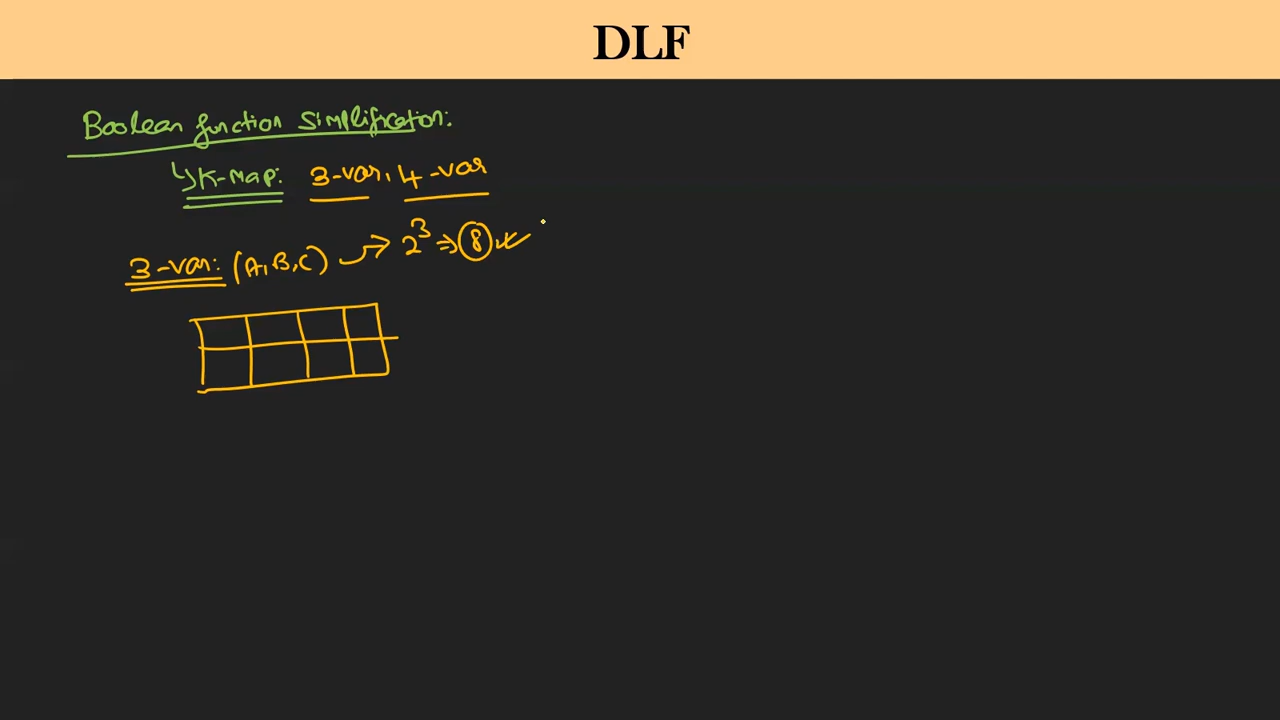 DLF
Boolean function Simplification:
↳ K-Map: 3-var, 4-var
3-var: (A,B,C) → 2³ ⇒ 8 ✓